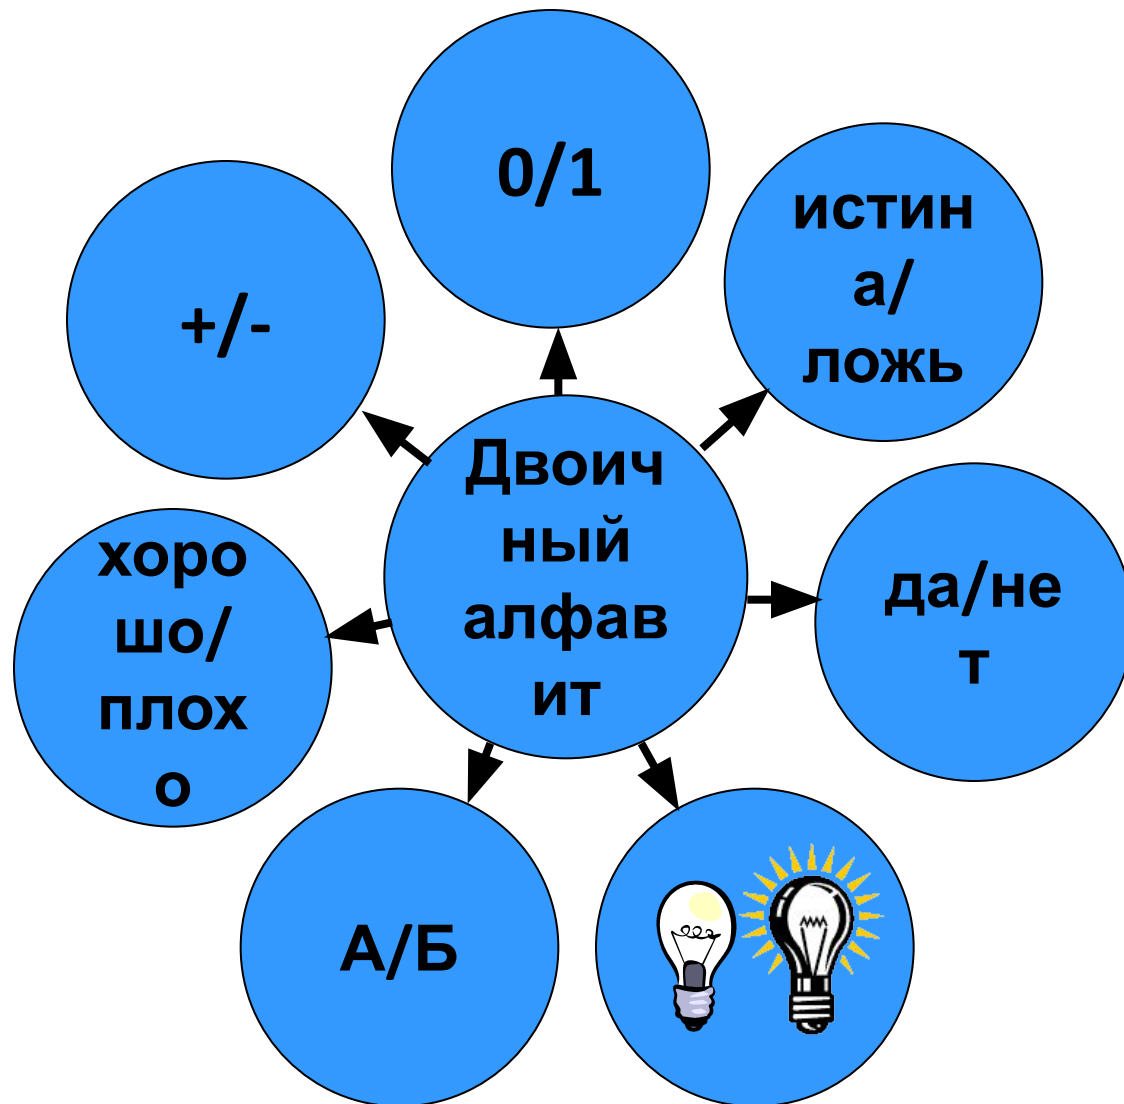 0/1
истин
а/
ложь
+/-
Двоич
ный
алфав
ит
да/не
т
хоро
шо/
плох
о
А/Б